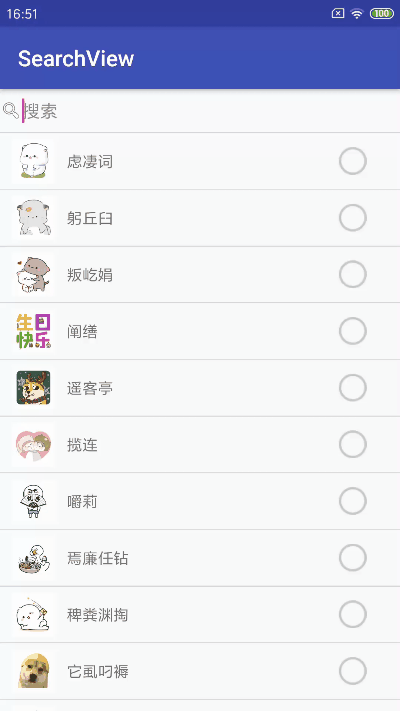 16:51
100
SearchView
搜索
虑凄词
躬丘臼
叛屹娟
生日
快乐
阐缮
遥客亭
揽连
嚼莉
焉廉任钻
稗粪渊掏
它虱叼褥